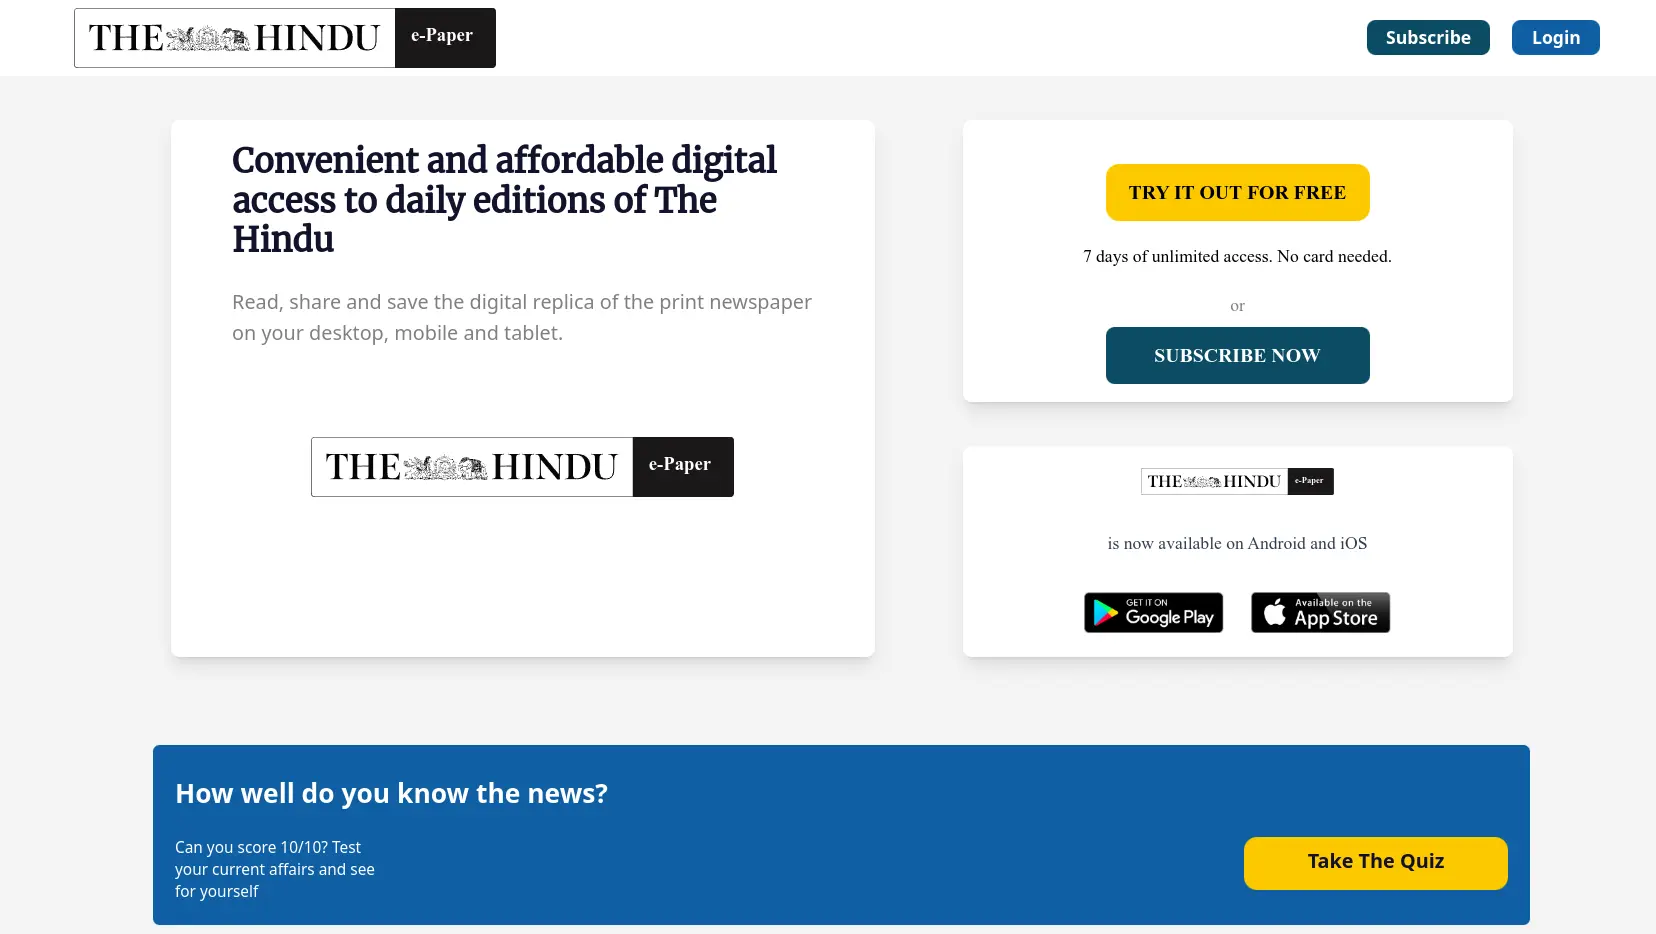 THE HINDU e-Paper
Subscribe
Login
Convenient and affordable digital
access to daily editions of The
Hindu
Read, share and save the digital replica of the print newspaper
on your desktop, mobile and tablet.
THE HINDU e-Paper
TRY IT OUT FOR FREE
7 days of unlimited access. No card needed.
or
SUBSCRIBE NOW
THE HINDU e-Paper
is now available on Android and iOS
GET IT ON
Google Play
Available on the
App Store
How well do you know the news?
Can you score 10/10? Test
your current affairs and see
for yourself
Take The Quiz